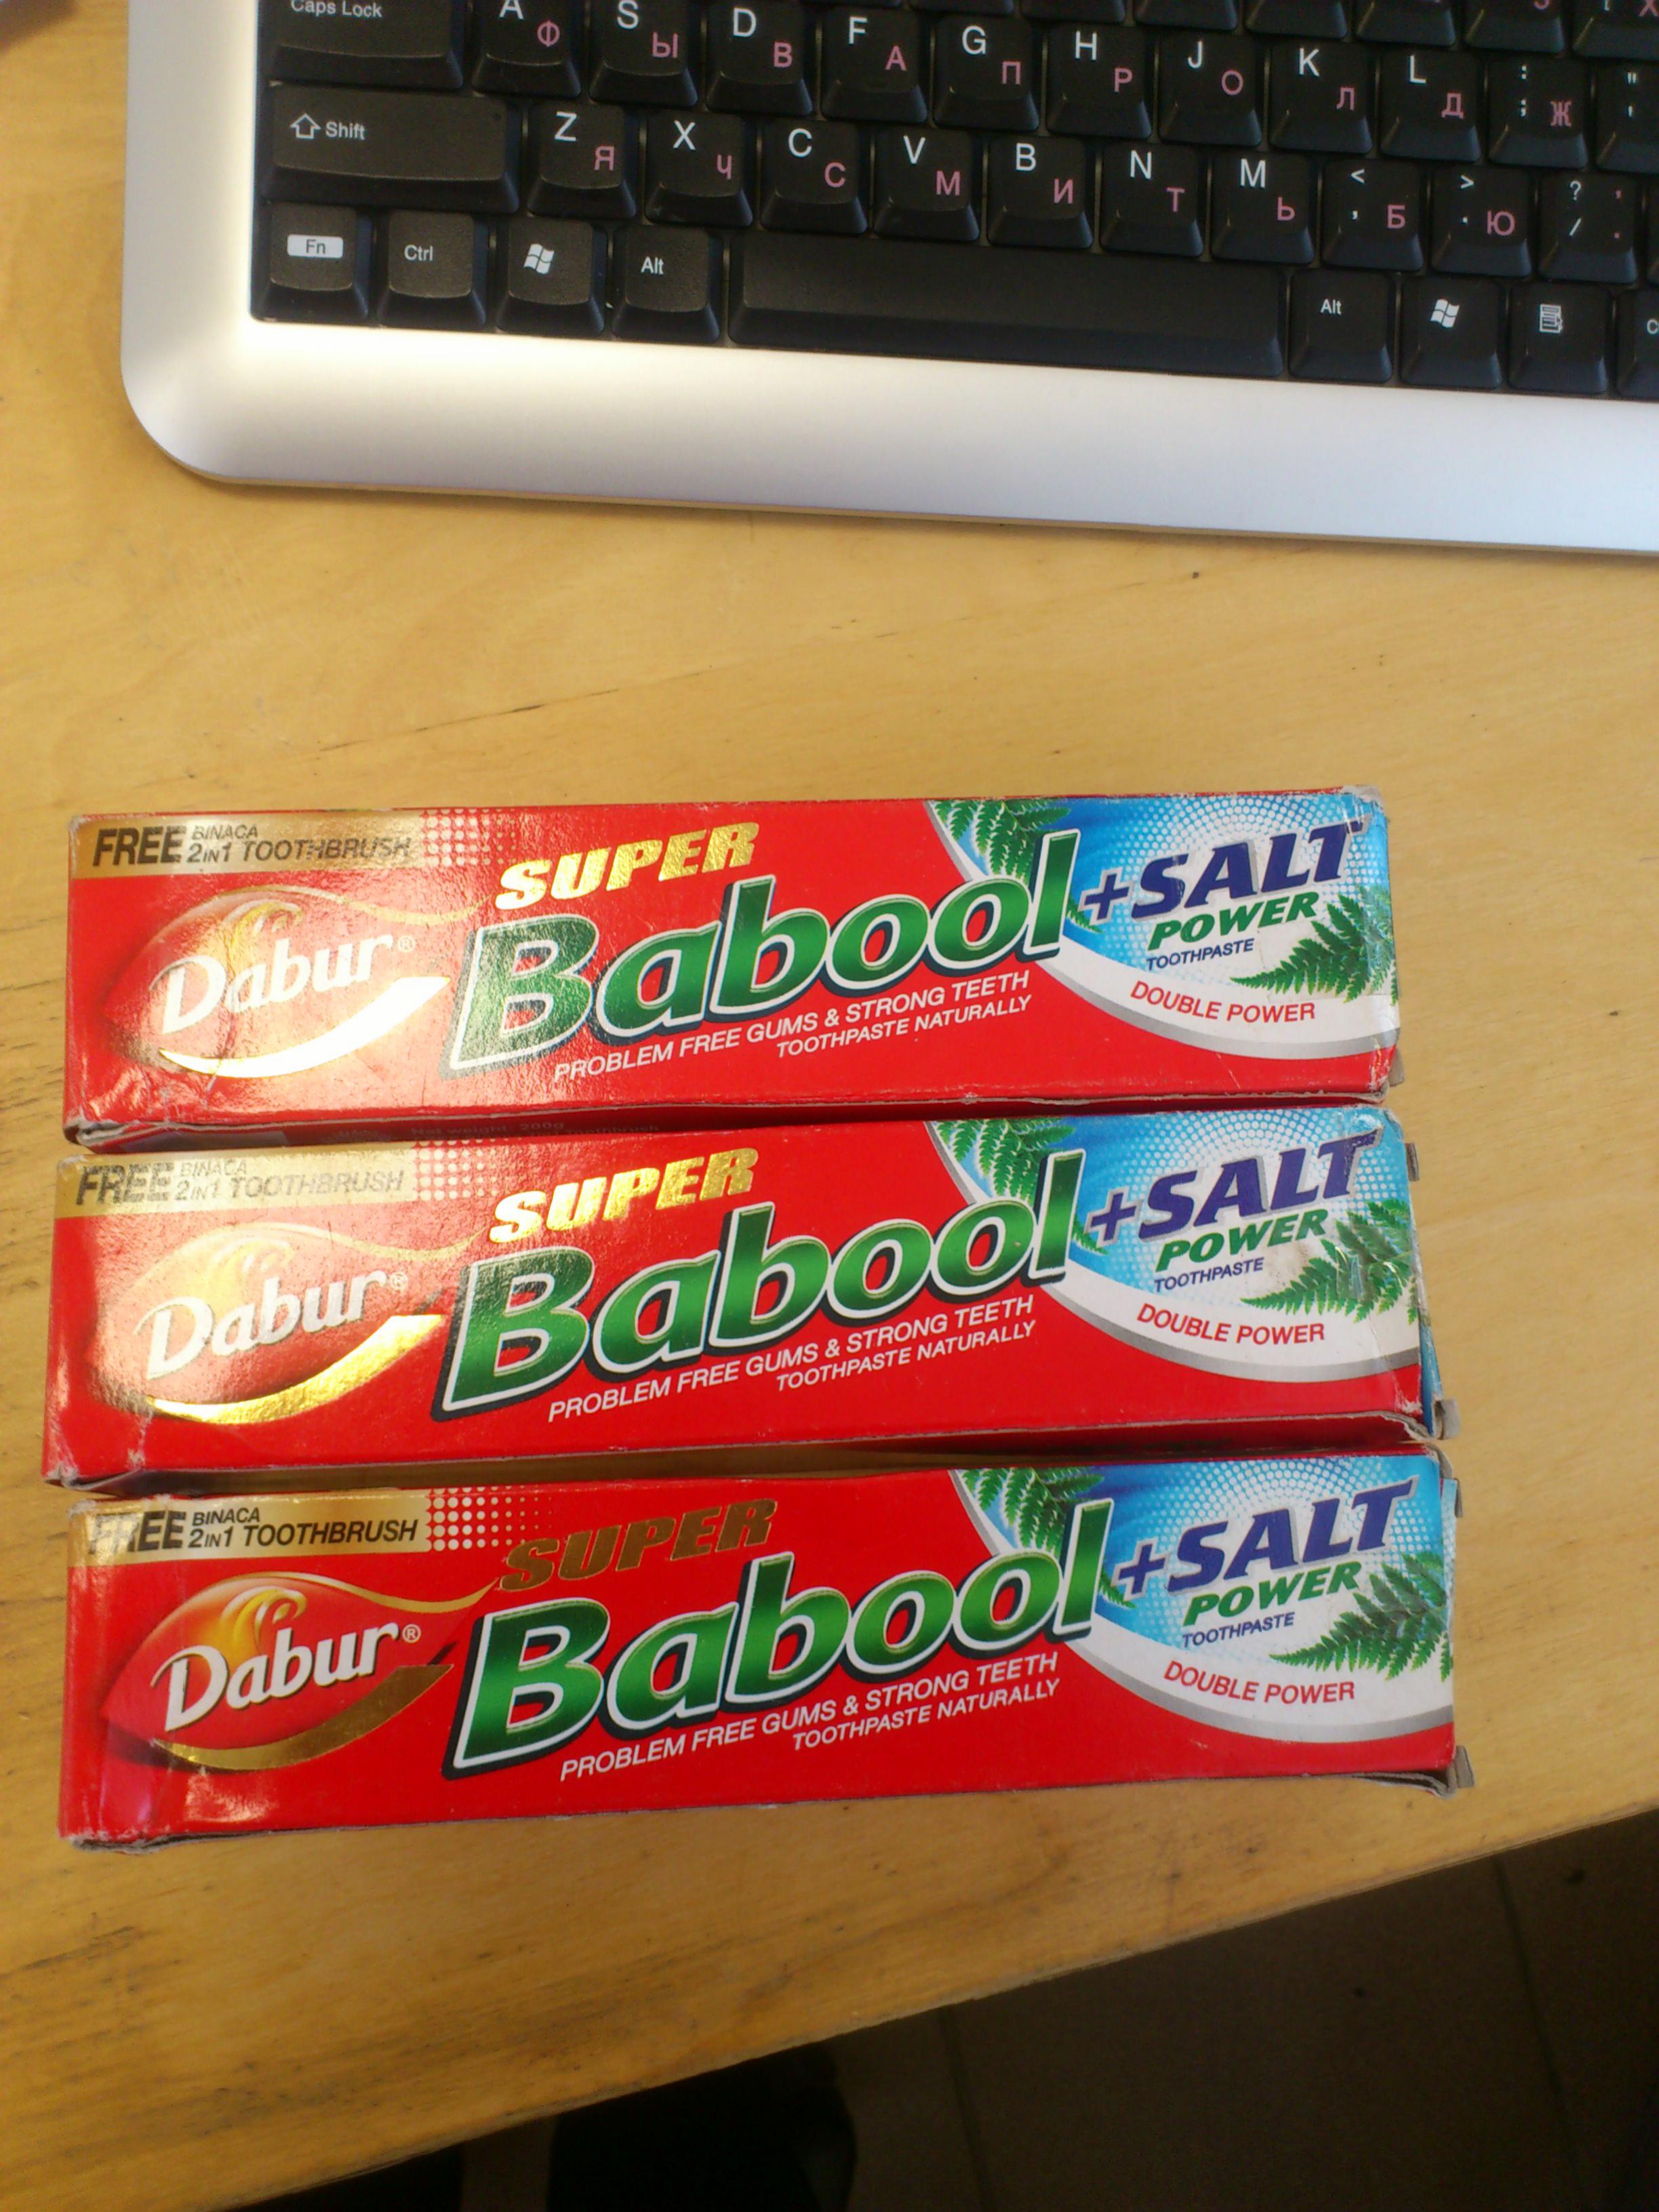 Caps Lock
A Ф S Ы D В F А G П H Р J О K Л L Д : ; Ж " '
Shift Z Я X Ч C С V М B И N Т M Ь < , Б > . Ю ? / , .
Fn Ctrl Alt Alt
FREE BINACA
2IN1 TOOTHBRUSH
Dabur®
SUPER
Babool
+SALT
POWER
TOOTHPASTE
DOUBLE POWER
PROBLEM FREE GUMS & STRONG TEETH
TOOTHPASTE NATURALLY
Net weight 200g
FREE BINACA
2IN1 TOOTHBRUSH
Dabur®
SUPER
Babool
+SALT
POWER
TOOTHPASTE
DOUBLE POWER
PROBLEM FREE GUMS & STRONG TEETH
TOOTHPASTE NATURALLY
FREE BINACA
2IN1 TOOTHBRUSH
Dabur®
SUPER
Babool
+SALT
POWER
TOOTHPASTE
DOUBLE POWER
PROBLEM FREE GUMS & STRONG TEETH
TOOTHPASTE NATURALLY